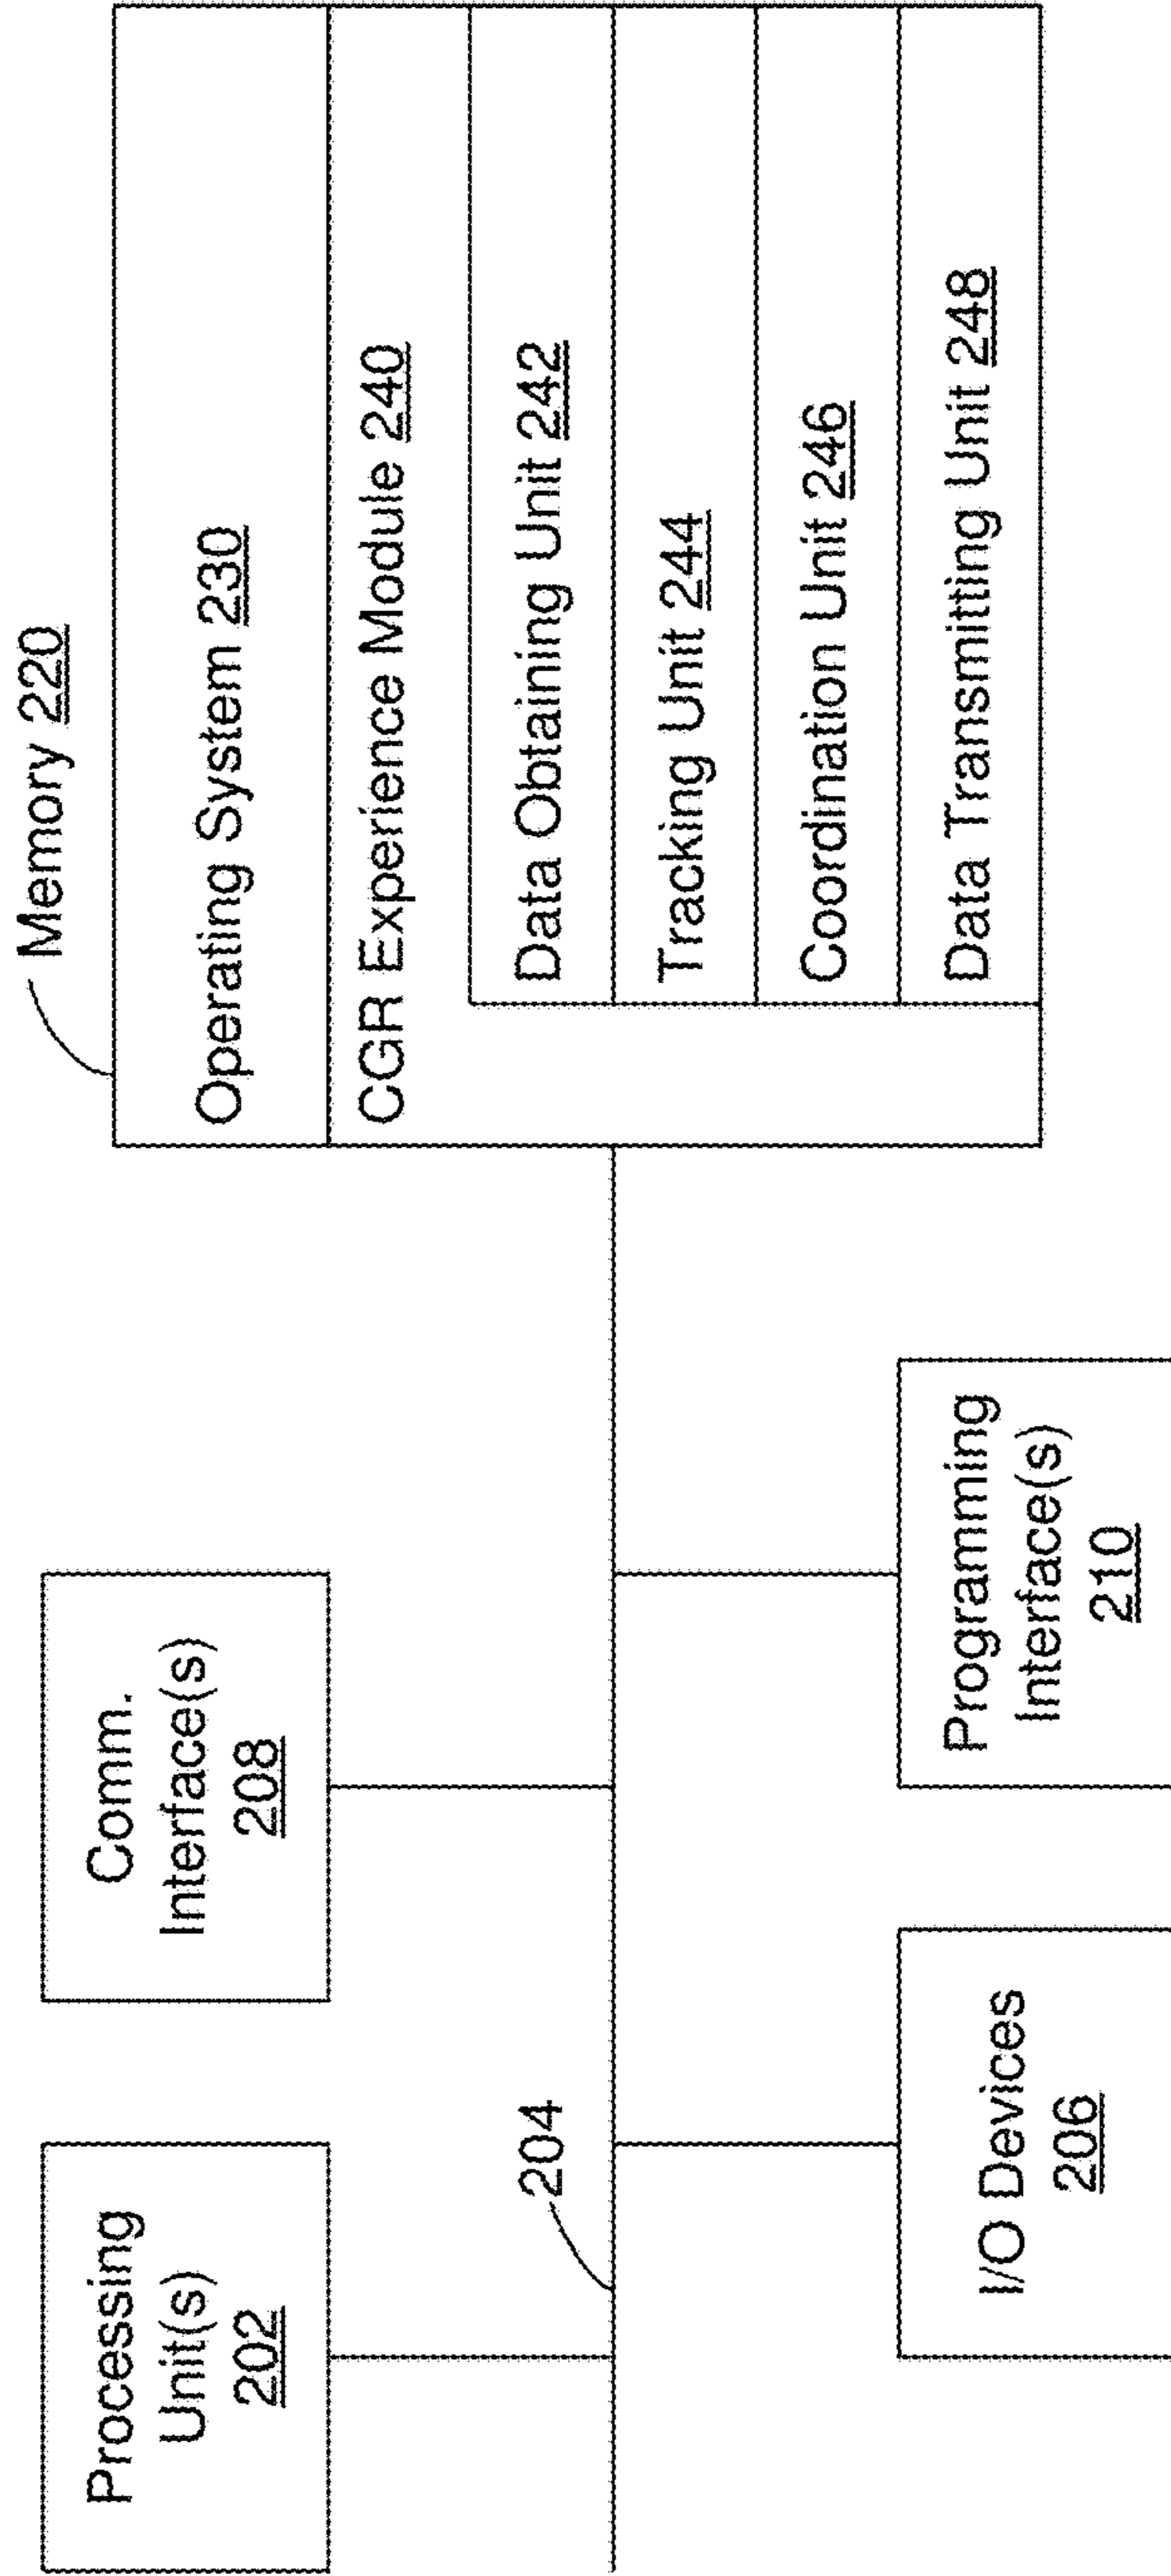 Processing
Unit(s)
202
Comm.
Interface(s)
208
204
I/O Devices
206
Programming
Interface(s)
210
Memory 220
Operating System 230
CGR Experience Module 240
Data Obtaining Unit 242
Tracking Unit 244
Coordination Unit 246
Data Transmitting Unit 248